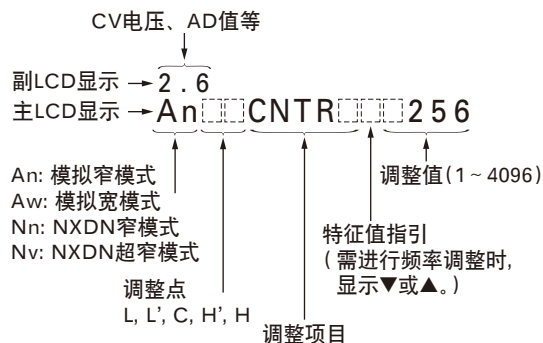 CV电压、AD值等
副LCD显示 2.6
主LCD显示 An CNTR 256
An: 模拟窄模式
Aw: 模拟宽模式
Nn: NXDN窄模式
Nv: NXDN超窄模式
调整值(1~4096)
特征值指引
(需进行频率调整时,
显示▼或▲。)
调整点
L, L', C, H', H
调整项目